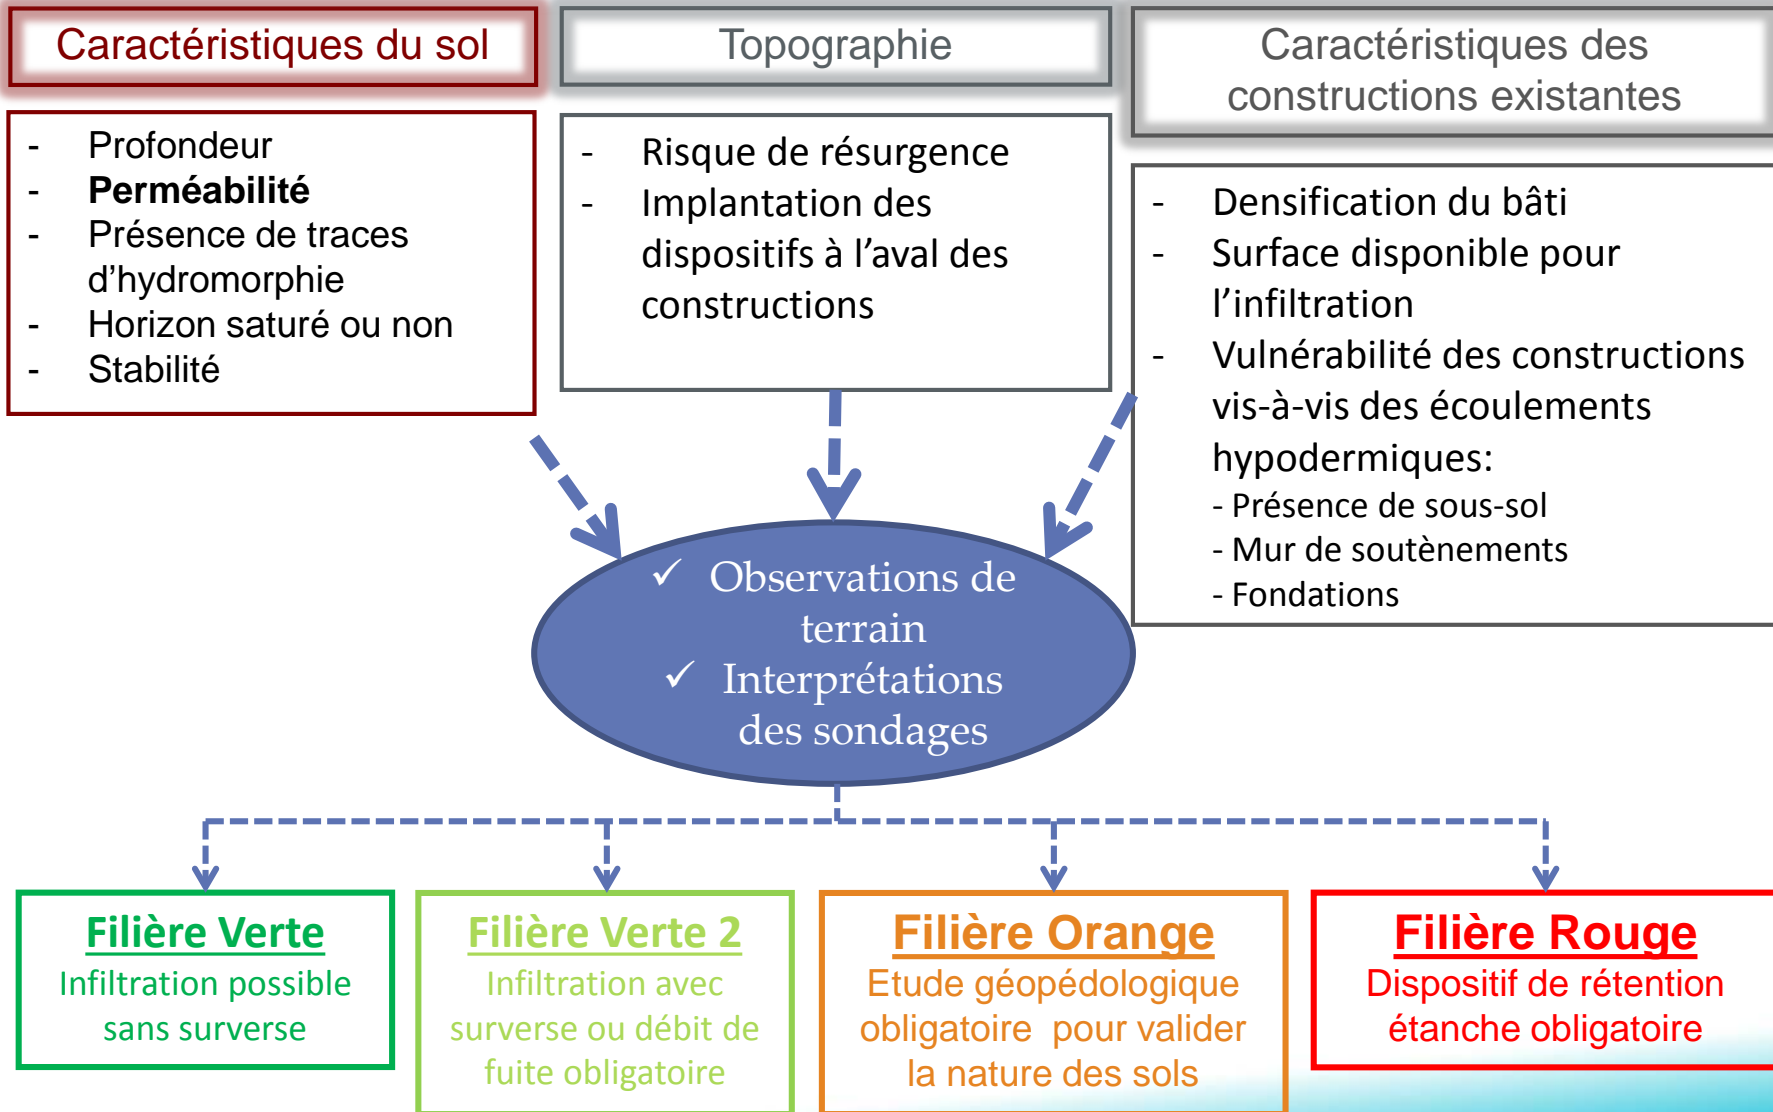 Caractéristiques du sol
- Profondeur
- Perméabilité
- Présence de traces
d'hydromorphie
- Horizon saturé ou non
- Stabilité
Topographie
- Risque de résurgence
- Implantation des
dispositifs à l'aval des
constructions
Caractéristiques des
constructions existantes
- Densification du bâti
- Surface disponible pour
l'infiltration
- Vulnérabilité des constructions
vis-à-vis des écoulements
hypodermiques:
- Présence de sous-sol
- Mur de soutènements
- Fondations
✓ Observations de
terrain
✓ Interprétations
des sondages
Filière Verte
Infiltration possible
sans surverse
Filière Verte 2
Infiltration avec
surverse ou débit de
fuite obligatoire
Filière Orange
Etude géopédologique
obligatoire pour valider
la nature des sols
Filière Rouge
Dispositif de rétention
étanche obligatoire